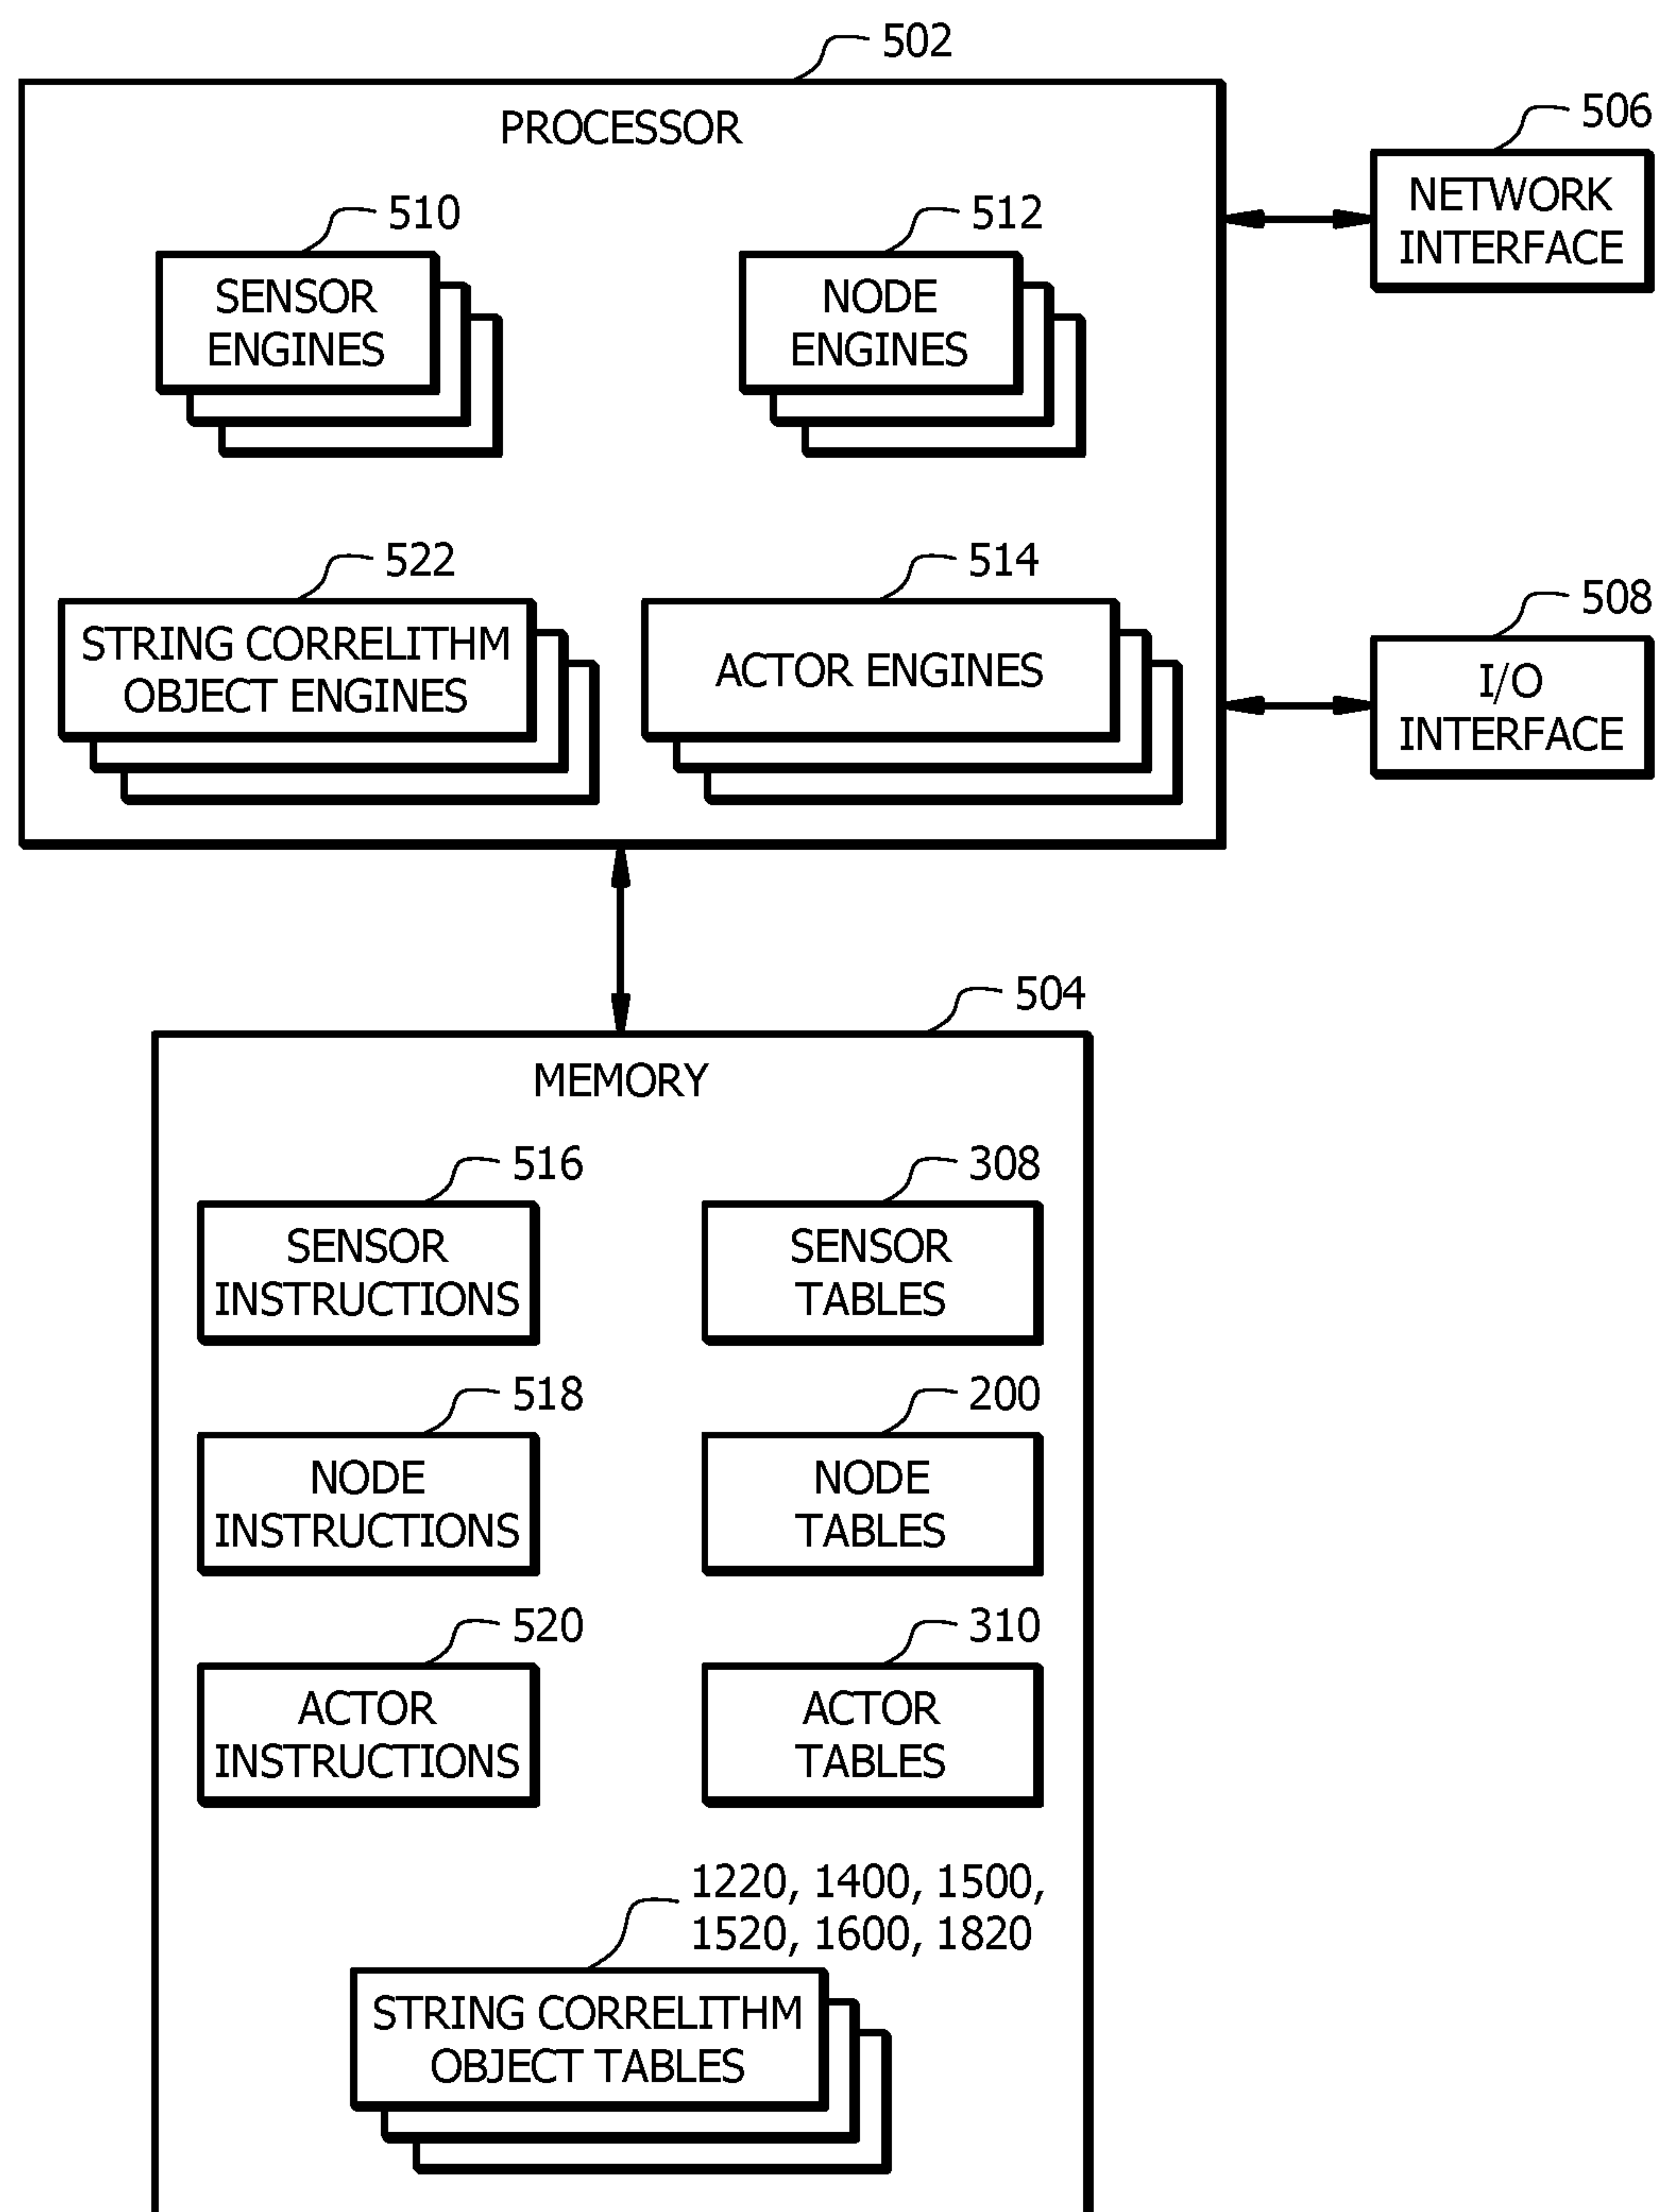 502
PROCESSOR
506
NETWORK
INTERFACE
510
SENSOR
ENGINES
512
NODE
ENGINES
522
STRING CORRELITHM
OBJECT ENGINES
514
ACTOR ENGINES
508
I/O
INTERFACE
504
MEMORY
516
SENSOR
INSTRUCTIONS
308
SENSOR
TABLES
518
NODE
INSTRUCTIONS
200
NODE
TABLES
520
ACTOR
INSTRUCTIONS
310
ACTOR
TABLES
1220, 1400, 1500,
1520, 1600, 1820
STRING CORRELITHM
OBJECT TABLES